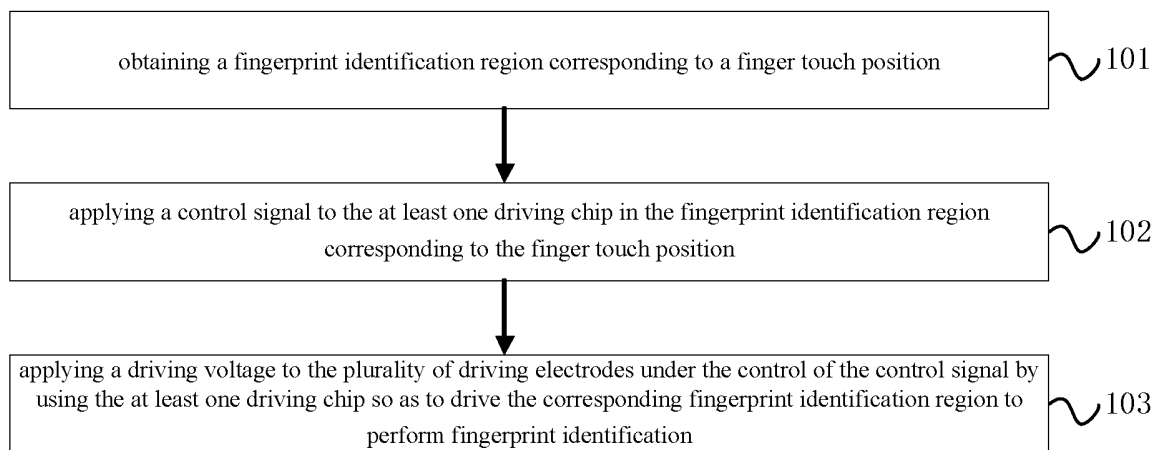 obtaining a fingerprint identification region corresponding to a finger touch position
101
applying a control signal to the at least one driving chip in the fingerprint identification region
corresponding to the finger touch position
102
applying a driving voltage to the plurality of driving electrodes under the control of the control signal by
using the at least one driving chip so as to drive the corresponding fingerprint identification region to
perform fingerprint identification
103